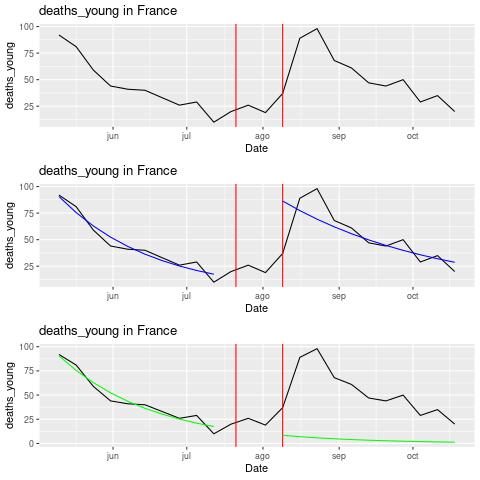 deaths_young in France
100
75
50
25
deaths_young
jun
jul
ago
sep
oct
Date
deaths_young in France
100
75
50
25
deaths_young
jun
jul
ago
sep
oct
Date
deaths_young in France
100
75
50
25
0
deaths_young
jun
jul
ago
sep
oct
Date